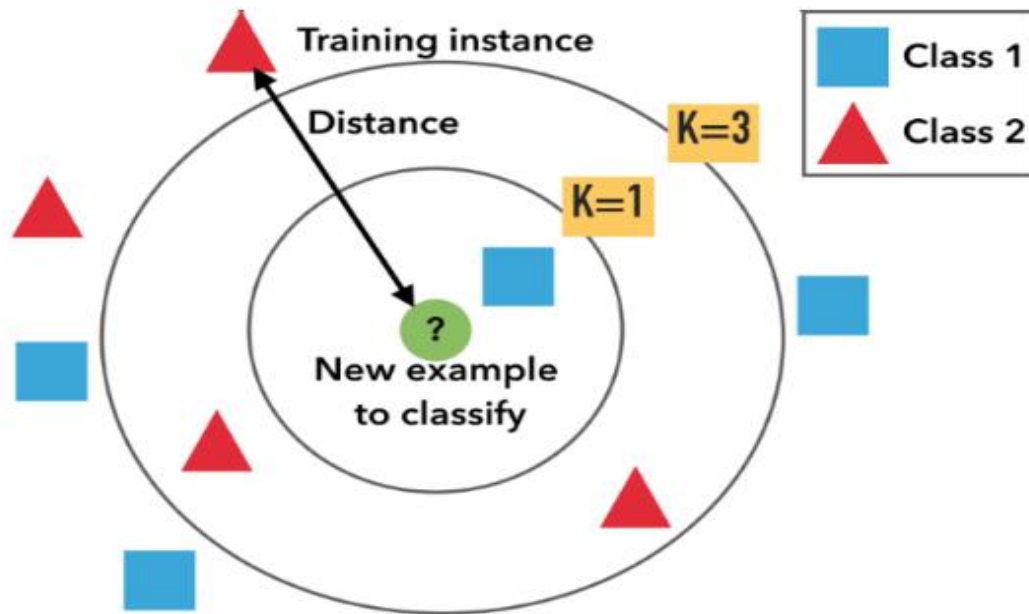 Training instance
Class 1
Distance
K=3
Class 2
K=1
?
New example
to classify